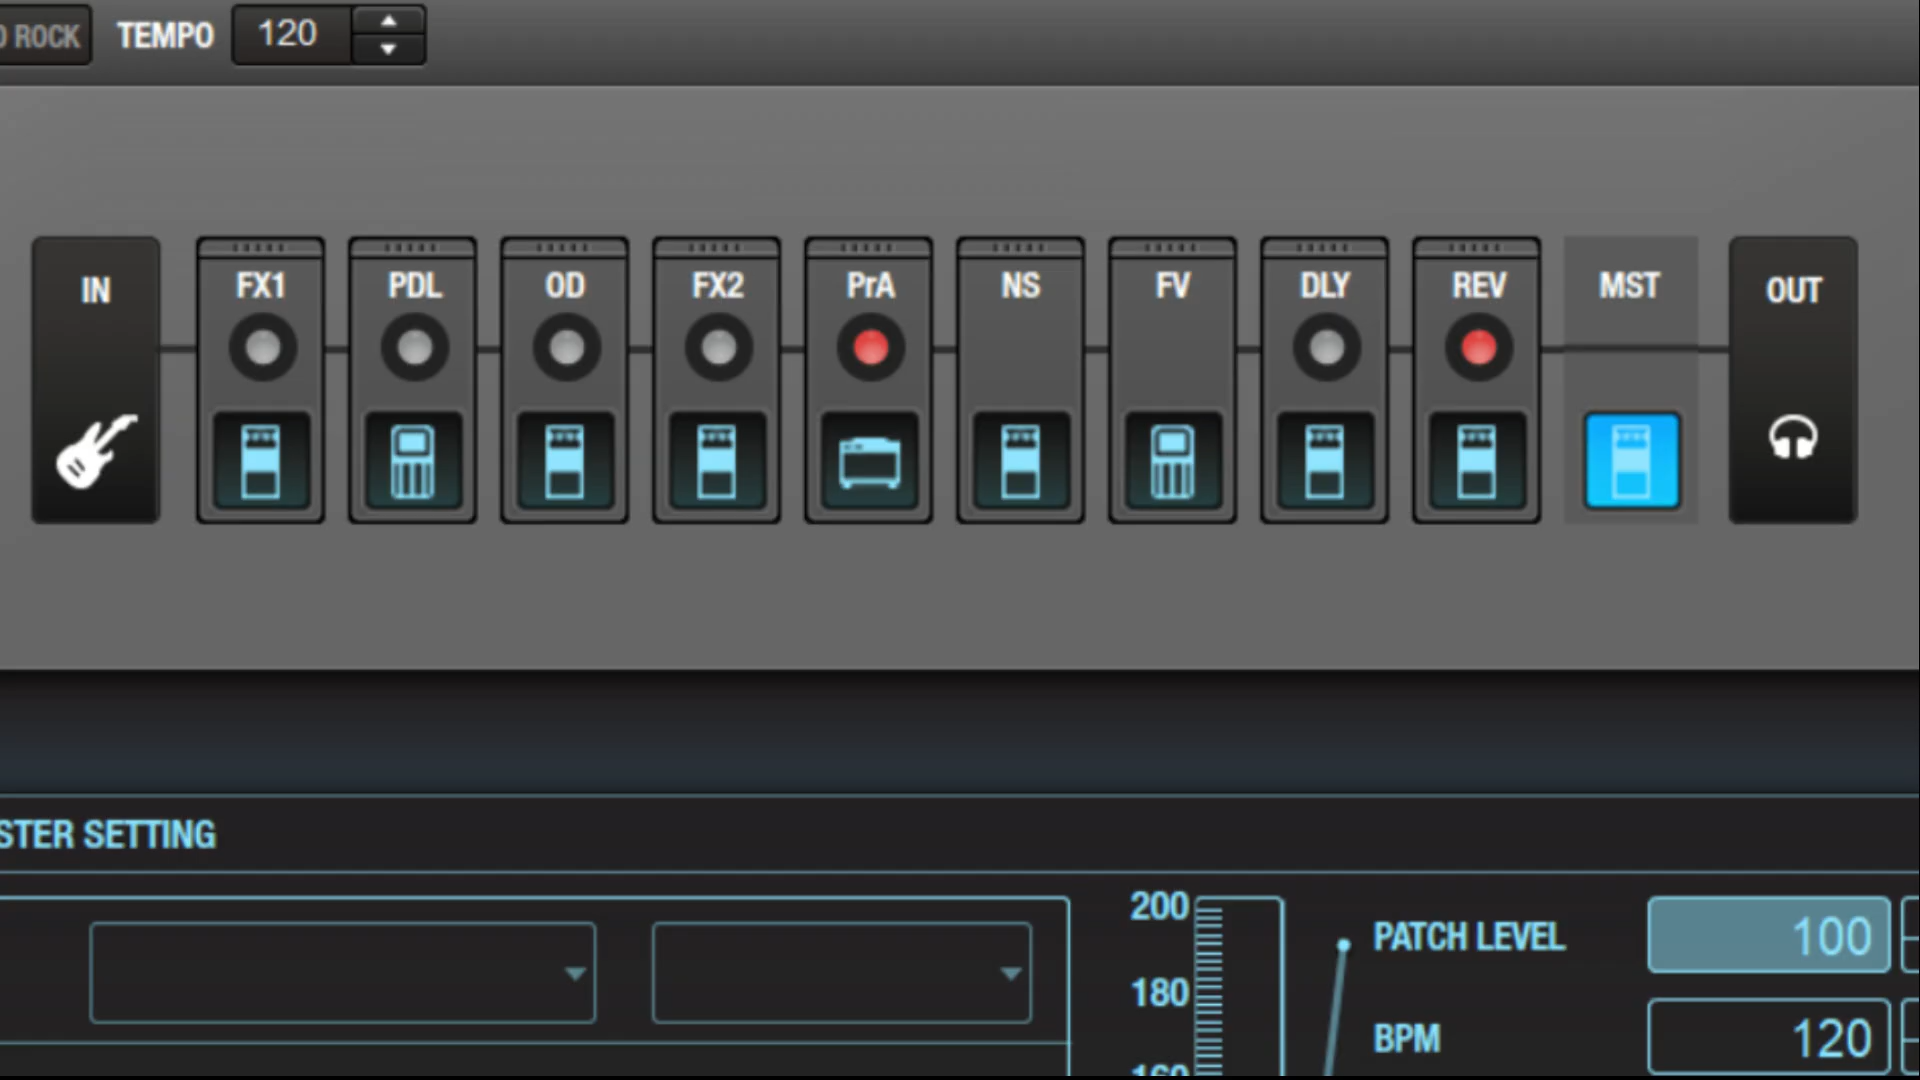 ROCK TEMPO 120
IN FX1 PDL OD FX2 PrA NS FV DLY REV MST OUT
STER SETTING
200
PATCH LEVEL 100
180
BPM 120
160